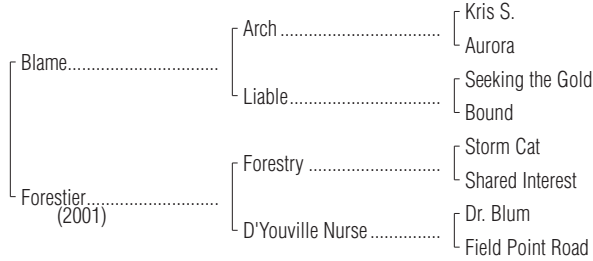 Kris S.
Arch ........................................
Aurora
Blame..............................
Seeking the Gold
Liable......................................
Bound
Storm Cat
Forestry ..................................
Shared Interest
Forestier..........................
(2001)
Dr. Blum
D'Youville Nurse..............
Field Point Road